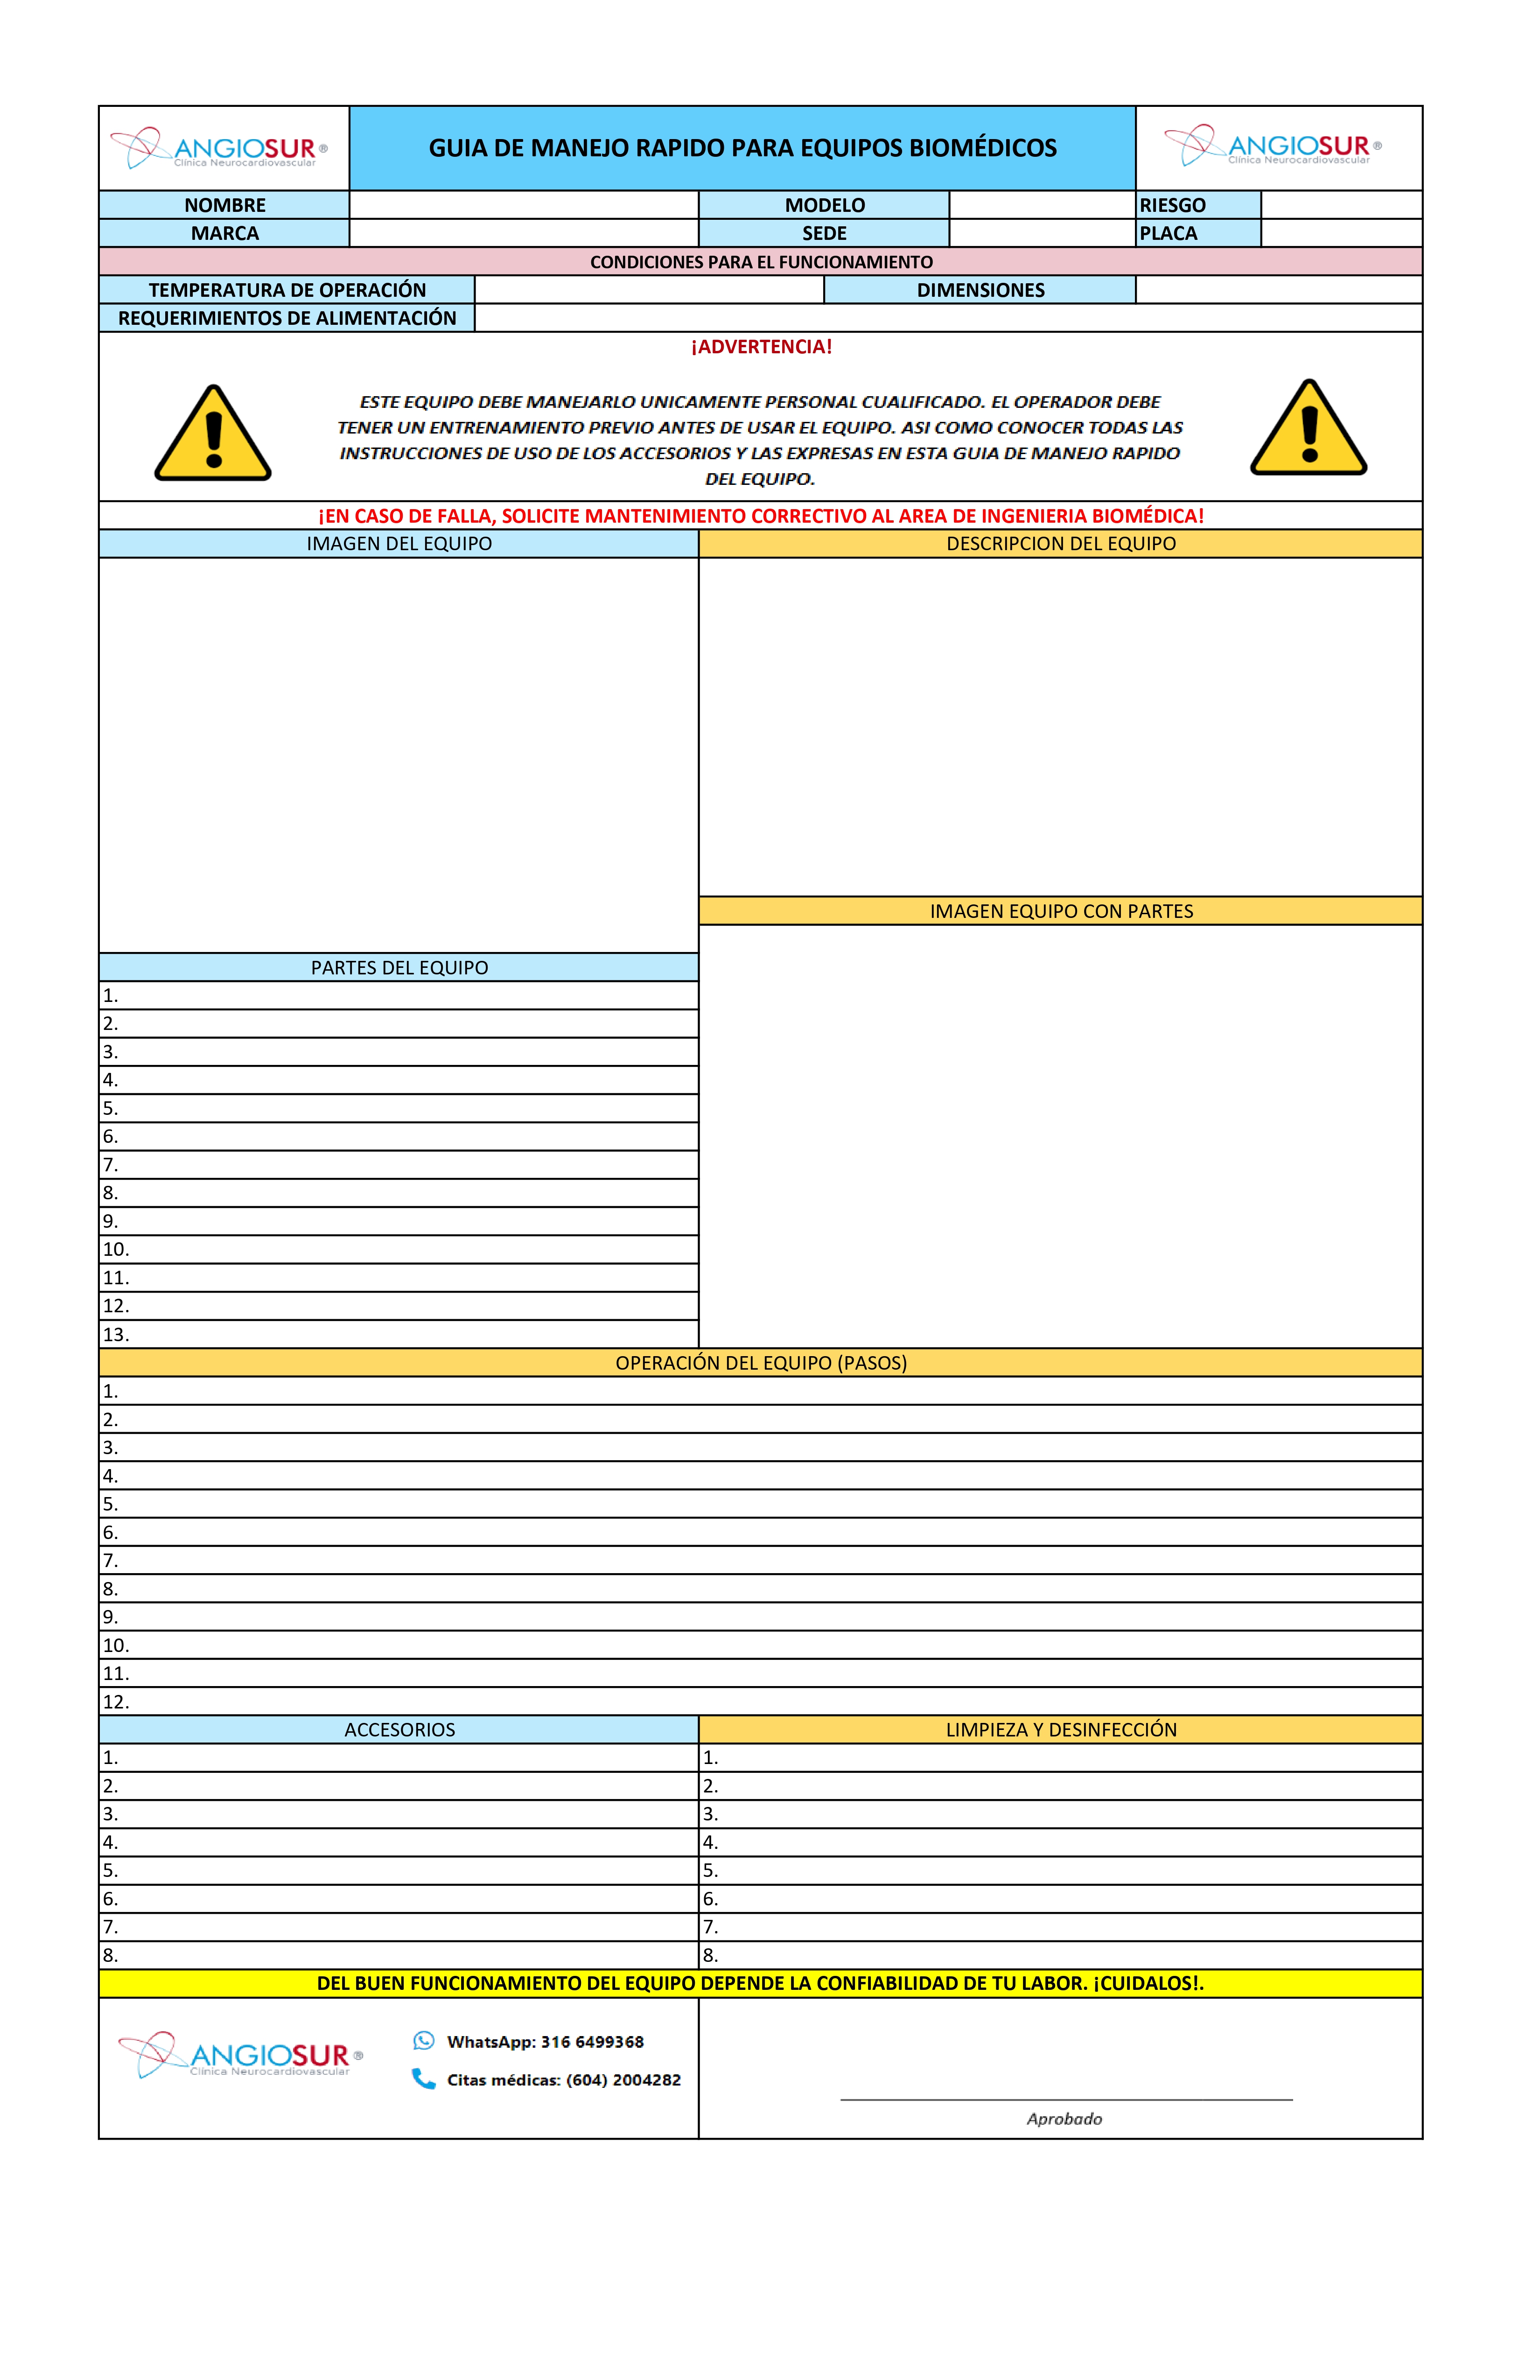 ANGIOSUR ®
Clínica Neurocardiovascular
GUIA DE MANEJO RAPIDO PARA EQUIPOS BIOMÉDICOS
ANGIOSUR ®
Clínica Neurocardiovascular
NOMBRE MODELO RIESGO
MARCA SEDE PLACA
CONDICIONES PARA EL FUNCIONAMIENTO
TEMPERATURA DE OPERACIÓN DIMENSIONES
REQUERIMIENTOS DE ALIMENTACIÓN
¡ADVERTENCIA!
ESTE EQUIPO DEBE MANEJARLO UNICAMENTE PERSONAL CUALIFICADO. EL OPERADOR DEBE
TENER UN ENTRENAMIENTO PREVIO ANTES DE USAR EL EQUIPO. ASI COMO CONOCER TODAS LAS
INSTRUCCIONES DE USO DE LOS ACCESORIOS Y LAS EXPRESAS EN ESTA GUIA DE MANEJO RAPIDO
DEL EQUIPO.
¡EN CASO DE FALLA, SOLICITE MANTENIMIENTO CORRECTIVO AL AREA DE INGENIERIA BIOMÉDICA!
IMAGEN DEL EQUIPO DESCRIPCION DEL EQUIPO
IMAGEN EQUIPO CON PARTES
PARTES DEL EQUIPO
1.
2.
3.
4.
5.
6.
7.
8.
9.
10.
11.
12.
13.
OPERACIÓN DEL EQUIPO (PASOS)
1.
2.
3.
4.
5.
6.
7.
8.
9.
10.
11.
12.
ACCESORIOS LIMPIEZA Y DESINFECCIÓN
1. 1.
2. 2.
3. 3.
4. 4.
5. 5.
6. 6.
7. 7.
8. 8.
DEL BUEN FUNCIONAMIENTO DEL EQUIPO DEPENDE LA CONFIABILIDAD DE TU LABOR. ¡CUIDALOS!.
ANGIOSUR ®
Clínica Neurocardiovascular
WhatsApp: 316 6499368
Citas médicas: (604) 2004282
Aprobado